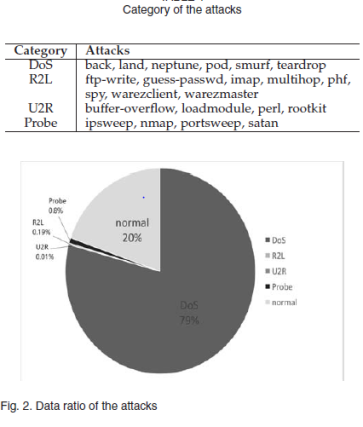 Category of the attacks
Category Attacks
DoS back, land, neptune, pod, smurf, teardrop
R2L ftp-write, guess-passwd, imap, multihop, phf,
spy, warezclient, warezmaster
U2R buffer-overflow, loadmodule, perl, rootkit
Probe ipsweep, nmap, portsweep, satan
Probe
0.8%
R2L
0.19%
U2R
0.01%
normal
20%
DoS
79%
DoS
R2L
U2R
Probe
normal
Fig. 2. Data ratio of the attacks